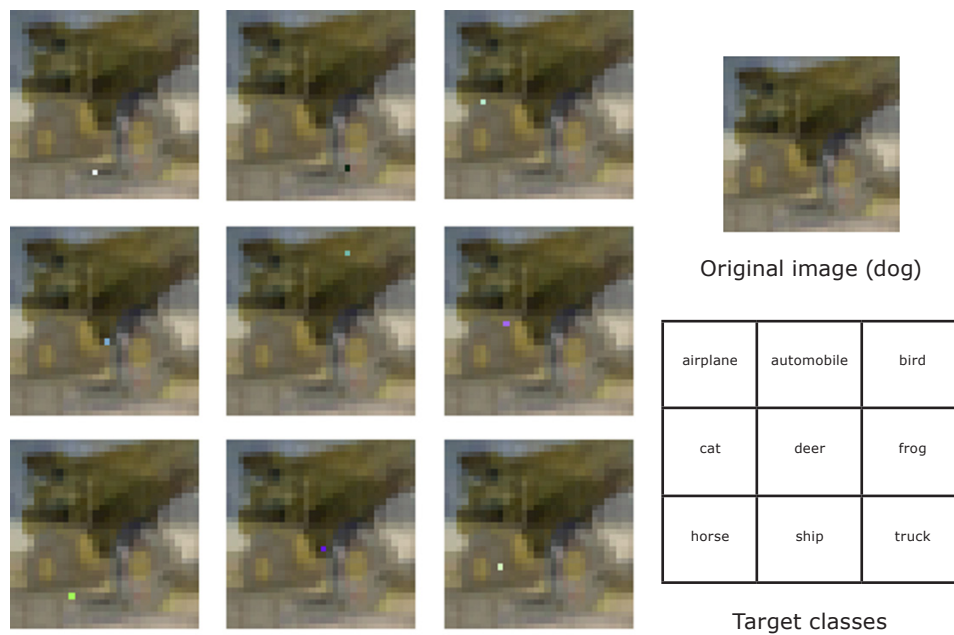 Original image (dog)
airplane automobile bird
cat deer frog
horse ship truck
Target classes